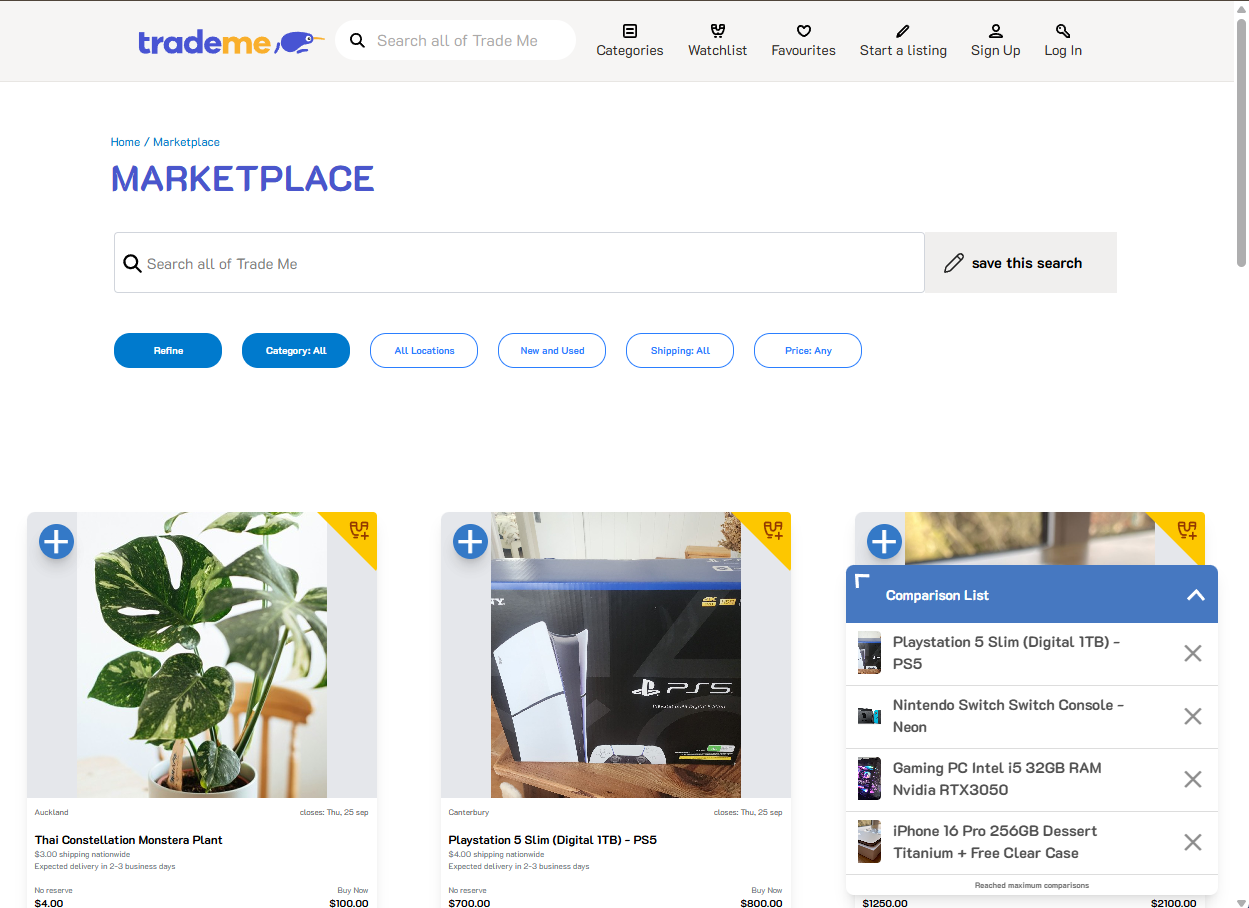 trademe
Search all of Trade Me
Categories
Watchlist
Favourites
Start a listing
Sign Up
Log In
Home / Marketplace
MARKETPLACE
Search all of Trade Me
save this search
Refine
Category: All
All Locations
New and Used
Shipping: All
Price: Any
PS5
Auckland
closes: Thu, 25 sep
Thai Constellation Monstera Plant
$3.00 shipping nationwide
Expected delivery in 2-3 business days
No reserve
Buy Now
$4.00
$100.00
Canterbury
closes: Thu, 25 sep
Playstation 5 Slim (Digital 1TB) - PS5
$4.00 shipping nationwide
Expected delivery in 2-3 business days
No reserve
Buy Now
$700.00
$800.00
Comparison List
Playstation 5 Slim (Digital 1TB) -
PS5
Nintendo Switch Switch Console -
Neon
Gaming PC Intel i5 32GB RAM
Nvidia RTX3050
iPhone 16 Pro 256GB Dessert
Titanium + Free Clear Case
Reached maximum comparisons
$1250.00
$2100.00